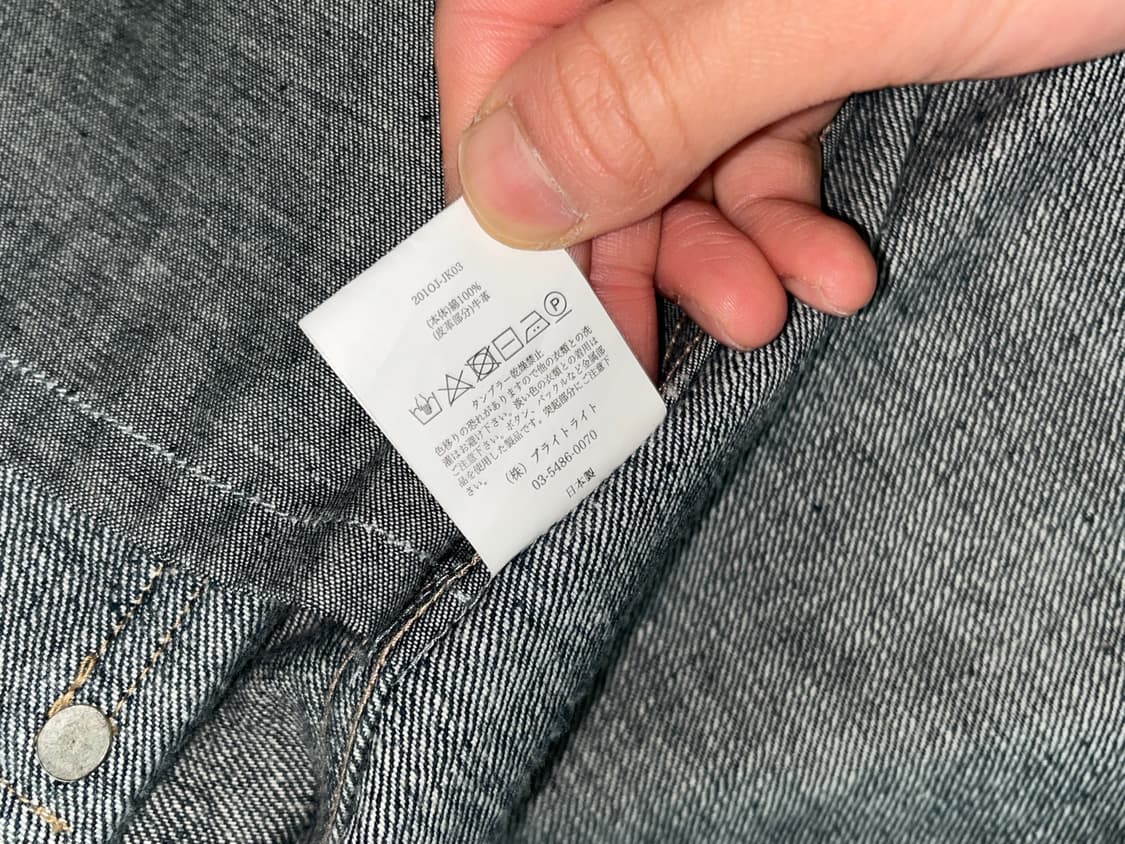 201OJ-JK03
(本体)綿100%
(皮革部分)牛革
P
タンブラー乾燥禁止
色移りの恐れがありますので他の衣類との洗
濯はお避け下さい。淡い色の衣類との着用は
ご注意下さい。ボタン、バックルなど金属部
品を使用した製品です。突起部分にご注意下
さい。
(株) ブライトライト
03-5486-0070
日本製